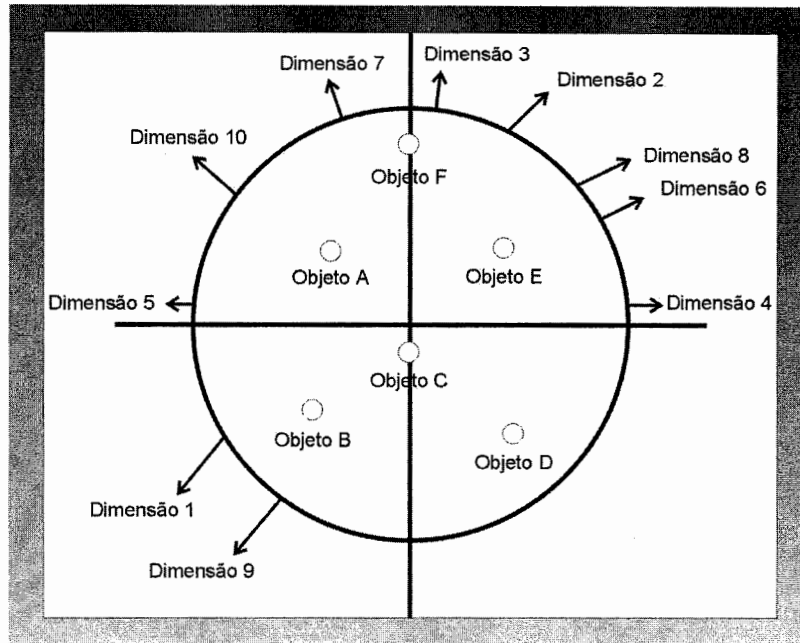 Dimensão 7
Dimensão 3
Dimensão 2
Dimensão 10
Dimensão 8
Objeto F
Dimensão 6
Objeto A
Objeto E
Dimensão 5
Dimensão 4
Objeto C
Objeto B
Objeto D
Dimensão 1
Dimensão 9